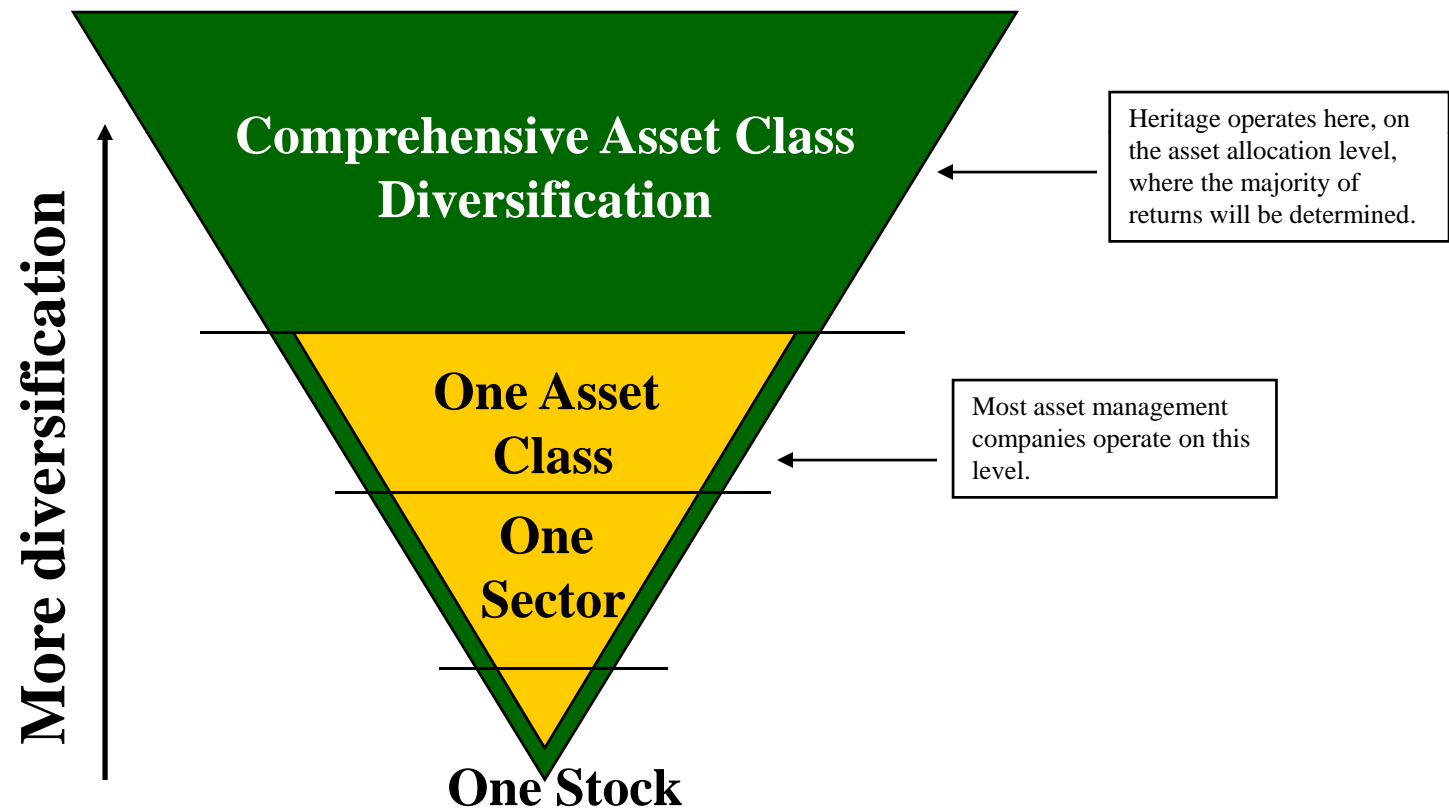 Comprehensive Asset Class
Diversification
Heritage operates here, on
the asset allocation level,
where the majority of
returns will be determined.
More diversification
One Asset
Class
Most asset management
companies operate on this
level.
One
Sector
One Stock